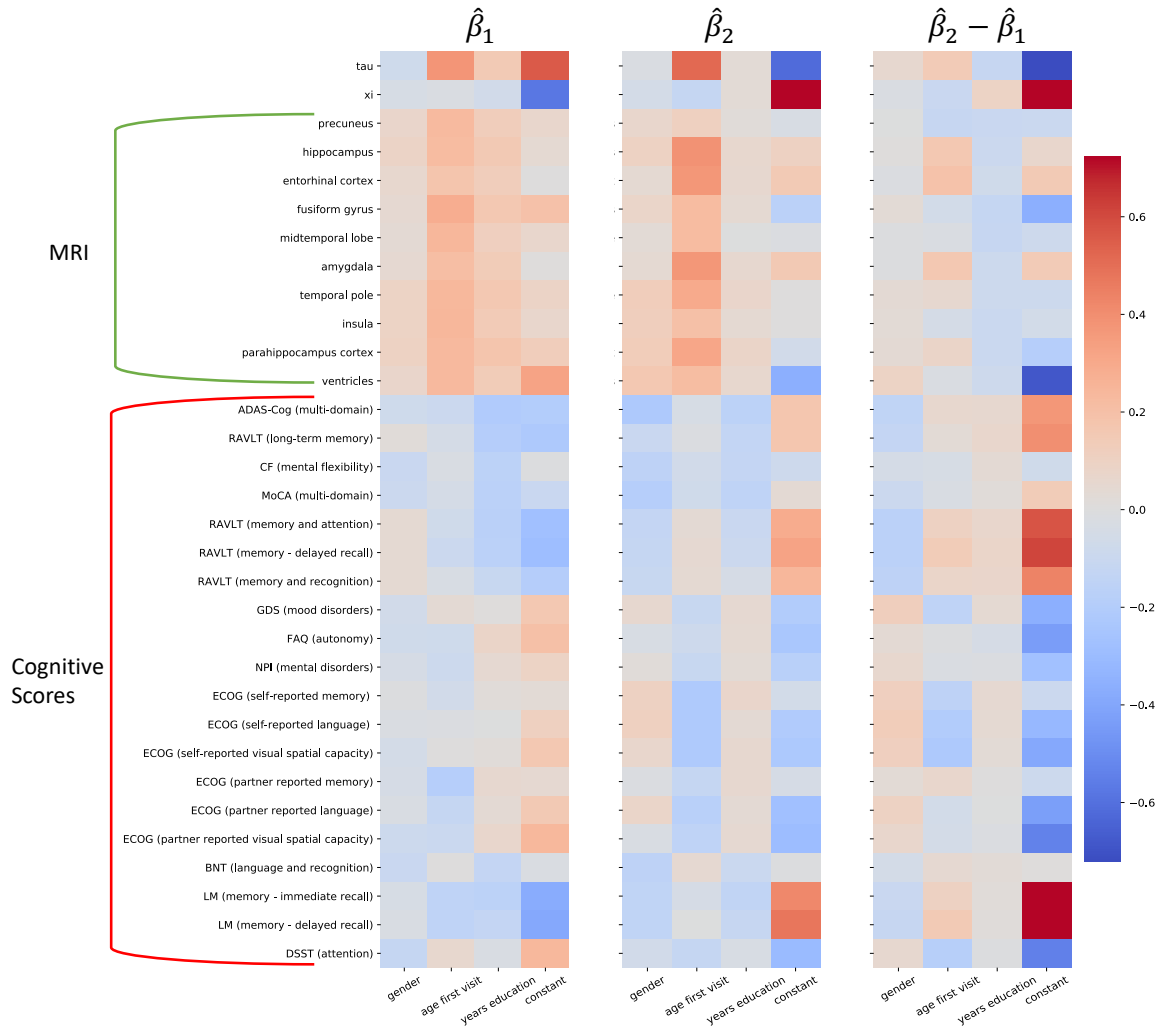 β̂₁ β̂₂ β̂₂ − β̂₁
tau
xi
precuneus
hippocampus
entorhinal cortex
fusiform gyrus
midtemporal lobe
MRI
amygdala
temporal pole
insula
parahippocampus cortex
ventricles
ADAS-Cog (multi-domain)
RAVLT (long-term memory)
CF (mental flexibility)
MoCA (multi-domain)
RAVLT (memory and attention)
RAVLT (memory - delayed recall)
RAVLT (memory and recognition)
GDS (mood disorders)
FAQ (autonomy)
Cognitive
Scores
NPI (mental disorders)
ECOG (self-reported memory)
ECOG (self-reported language)
ECOG (self-reported visual spatial capacity)
ECOG (partner reported memory)
ECOG (partner reported language)
ECOG (partner reported visual spatial capacity)
BNT (language and recognition)
LM (memory - immediate recall)
LM (memory - delayed recall)
DSST (attention)
gender age first visit years education constant
gender age first visit years education constant
gender age first visit years education constant
0.6
0.4
0.2
0.0
−0.2
−0.4
−0.6